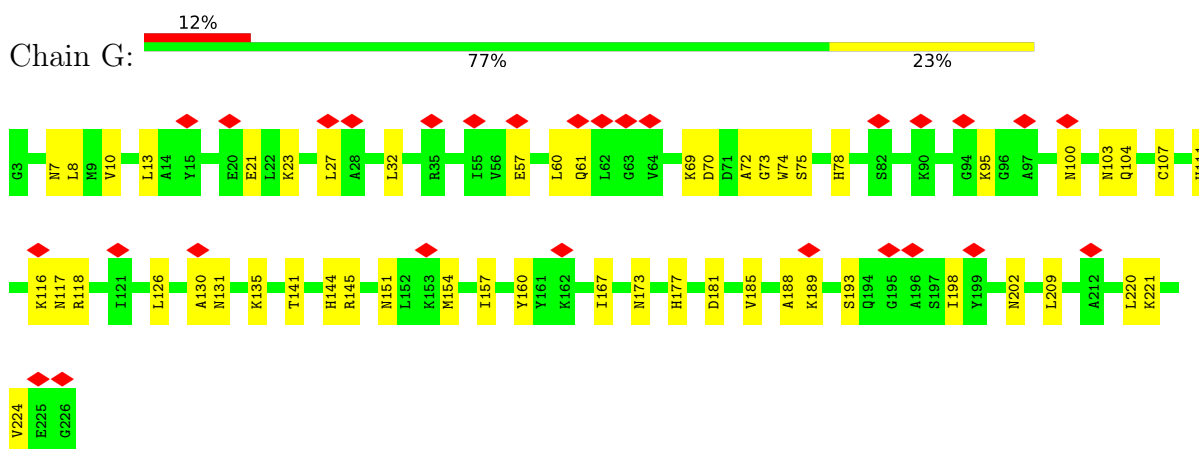 12%
Chain G:
77% 23%
G3 N7 L8 M9 V10 L13 A14 Y15 E20 E21 L22 K23 L27 A28 L32 R35 I55 V56 E57 L60 Q61 L62 G63 V64 K69 D70 D71 A72 G73 W74 S75 H78 S82 K90 G94 K95 G96 A97 N100 N103 Q104 C107
K116 N117 R118 I121 L126 A130 N131 K135 T141 H144 R145 N151 L152 K153 M154 I157 Y160 Y161 K162 I167 N173 H177 D181 V185 A188 K189 S193 Q194 G195 A196 S197 I198 Y199 N202 L209 A212 L220 K221
V224 E225 G226